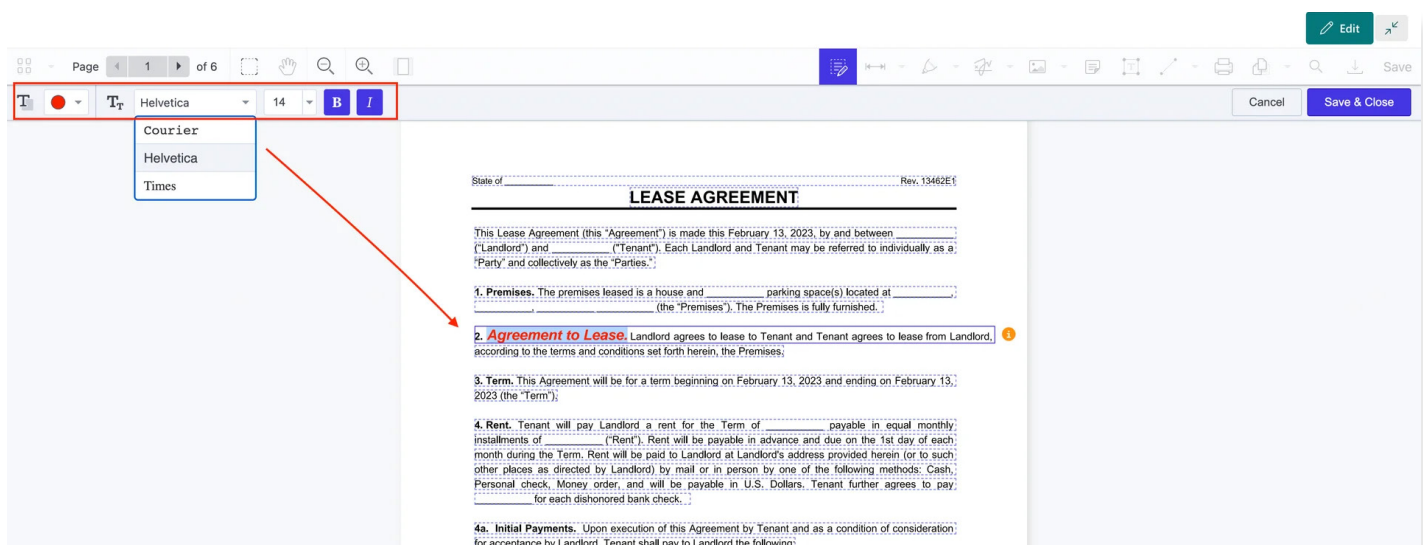 Edit
Page 1 of 6
Save
T Tт Helvetica 14 B I
Cancel Save & Close
Courier
Helvetica
Times
State of __________ Rev. 13462E1
LEASE AGREEMENT
This Lease Agreement (this “Agreement”) is made this February 13, 2023, by and between __________
(“Landlord”) and __________ (“Tenant”). Each Landlord and Tenant may be referred to individually as a
“Party” and collectively as the “Parties.”
1. Premises. The premises leased is a house and __________ parking space(s) located at __________,
__________, __________ __________ (the “Premises”). The Premises is fully furnished.
2. Agreement to Lease. Landlord agrees to lease to Tenant and Tenant agrees to lease from Landlord,
according to the terms and conditions set forth herein, the Premises.
3. Term. This Agreement will be for a term beginning on February 13, 2023 and ending on February 13,
2023 (the “Term”).
4. Rent. Tenant will pay Landlord a rent for the Term of __________ payable in equal monthly
installments of __________ (“Rent”). Rent will be payable in advance and due on the 1st day of each
month during the Term. Rent will be paid to Landlord at Landlord's address provided herein (or to such
other places as directed by Landlord) by mail or in person by one of the following methods: Cash,
Personal check, Money order, and will be payable in U.S. Dollars. Tenant further agrees to pay
__________ for each dishonored bank check.
4a. Initial Payments. Upon execution of this Agreement by Tenant and as a condition of consideration
for acceptance by Landlord, Tenant shall pay to Landlord the following: